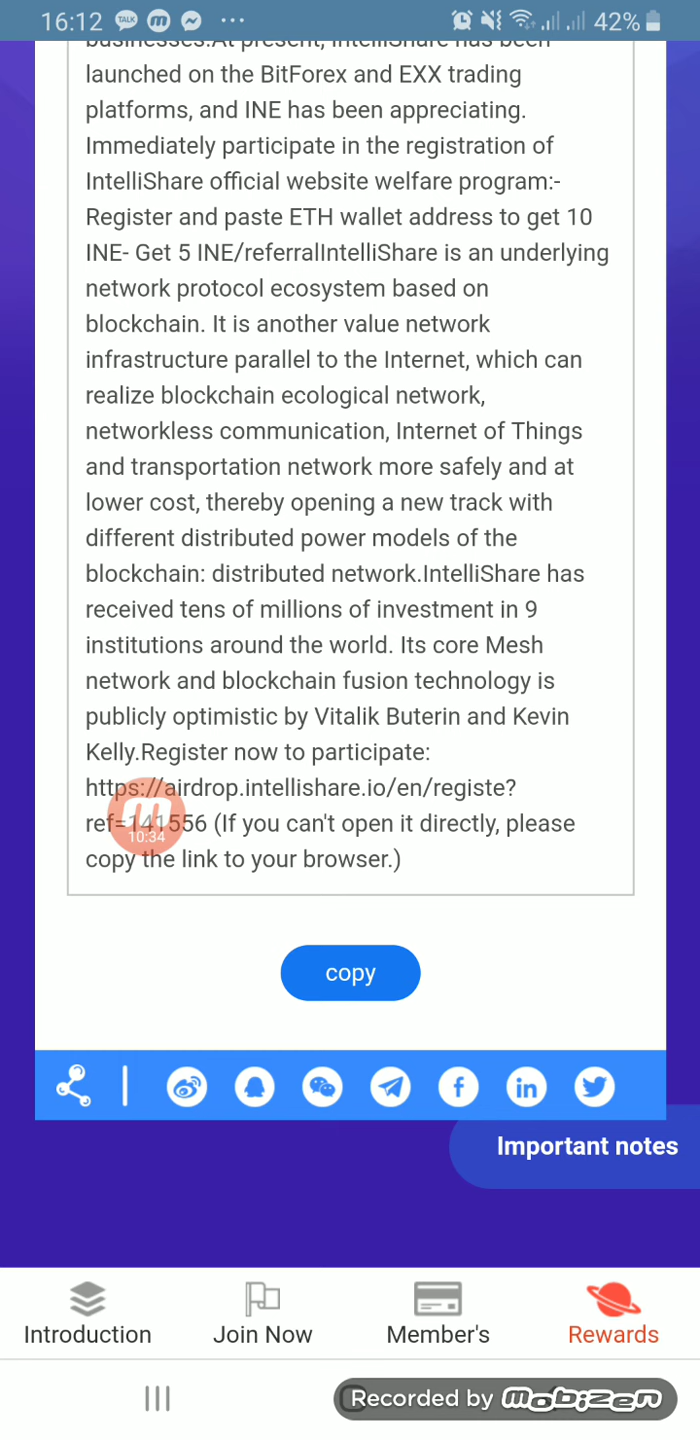 16:12
TALK
42%
businesses.At present, IntelliShare has been
launched on the BitForex and EXX trading
platforms, and INE has been appreciating.
Immediately participate in the registration of
IntelliShare official website welfare program:-
Register and paste ETH wallet address to get 10
INE- Get 5 INE/referralIntelliShare is an underlying
network protocol ecosystem based on
blockchain. It is another value network
infrastructure parallel to the Internet, which can
realize blockchain ecological network,
networkless communication, Internet of Things
and transportation network more safely and at
lower cost, thereby opening a new track with
different distributed power models of the
blockchain: distributed network.IntelliShare has
received tens of millions of investment in 9
institutions around the world. Its core Mesh
network and blockchain fusion technology is
publicly optimistic by Vitalik Buterin and Kevin
Kelly.Register now to participate:
https://airdrop.intellishare.io/en/registe?
ref=141556 (If you can't open it directly, please
10:34
copy the link to your browser.)
copy
Important notes
Introduction
Join Now
Member's
Rewards
Recorded by mobizen